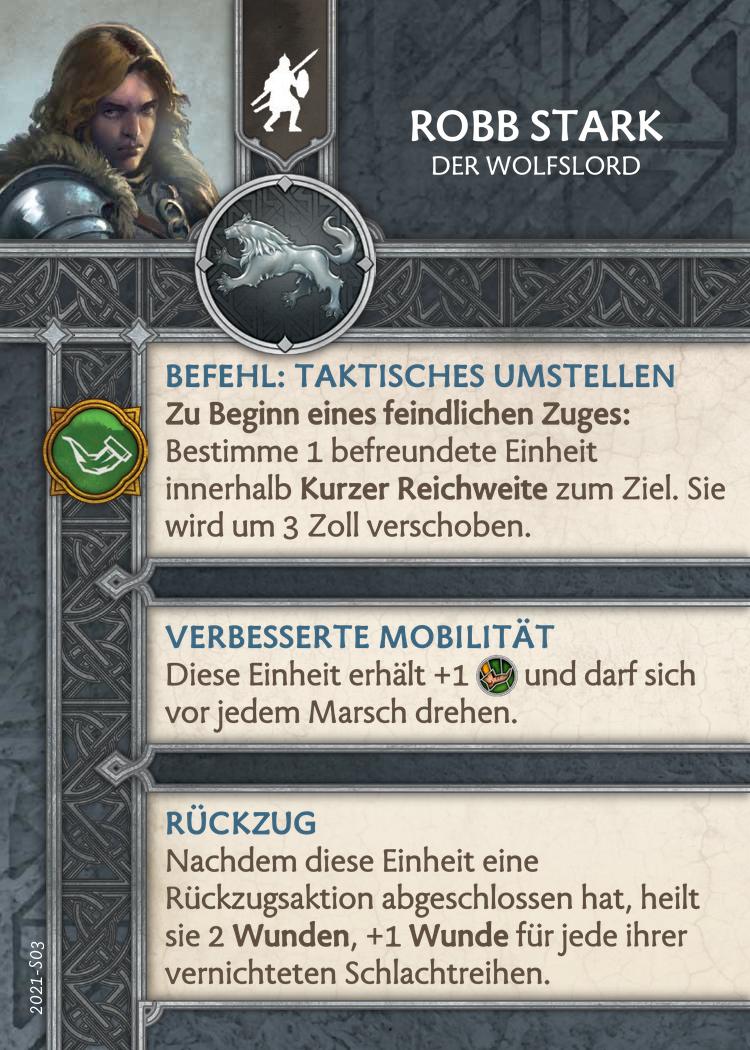 ROBB STARK
DER WOLFSLORD
BEFEHL: TAKTISCHES UMSTELLEN
Zu Beginn eines feindlichen Zuges:
Bestimme 1 befreundete Einheit
innerhalb Kurzer Reichweite zum Ziel. Sie
wird um 3 Zoll verschoben.
VERBESSERTE MOBILITÄT
Diese Einheit erhält +1 und darf sich
vor jedem Marsch drehen.
RÜCKZUG
Nachdem diese Einheit eine
Rückzugsaktion abgeschlossen hat, heilt
sie 2 Wunden, +1 Wunde für jede ihrer
vernichteten Schlachtreihen.
2021-S03